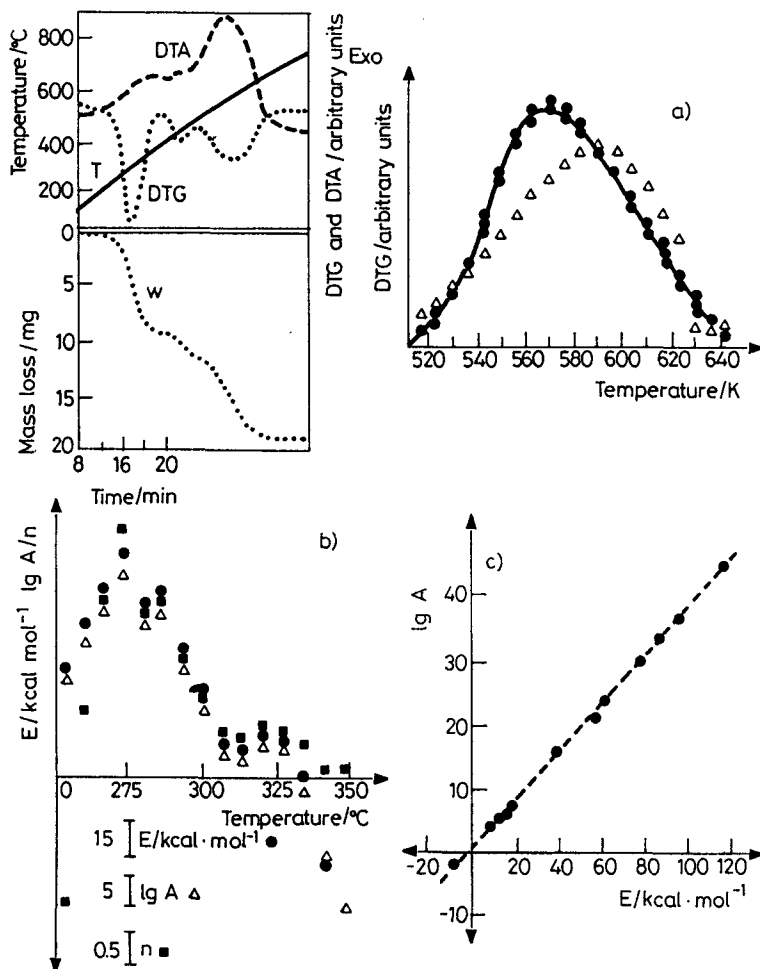 Temperature/°C
800
600
400
200
0
DTA
T
DTG
DTG and DTA/arbitrary units
Exo
Mass loss/mg
5
10
15
20
W
8
16
20
Time/min
a)
DTG/arbitrary units
520
540
560
580
600
620
640
Temperature/K
b)
E/kcal mol⁻¹ lg A/n
0
275
300
325
350
Temperature/°C
15 E/kcal·mol⁻¹
5 lg A
0.5 n
c)
lg A
40
30
20
10
-10
-20
0
20
40
60
80
100
120
E/kcal·mol⁻¹